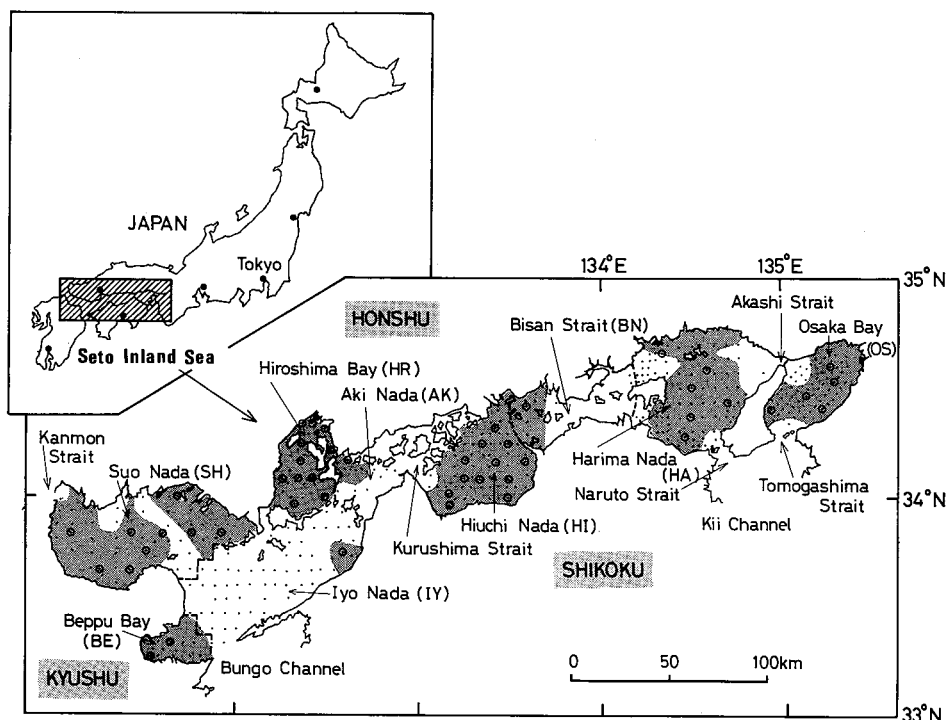 JAPAN
Tokyo
Seto Inland Sea
134°E
135°E
35°N
HONSHU
Akashi Strait
Bisan Strait (BN)
Osaka Bay
(OS)
Hiroshima Bay (HR)
Aki Nada (AK)
Kanmon
Strait
Suo Nada (SH)
Harima Nada
(HA)
Naruto Strait
Tomogashima
Strait
34°N
Hiuchi Nada (HI)
Kii Channel
Kurushima Strait
SHIKOKU
Iyo Nada (IY)
Beppu Bay
(BE)
Bungo Channel
KYUSHU
0 50 100km
33°N